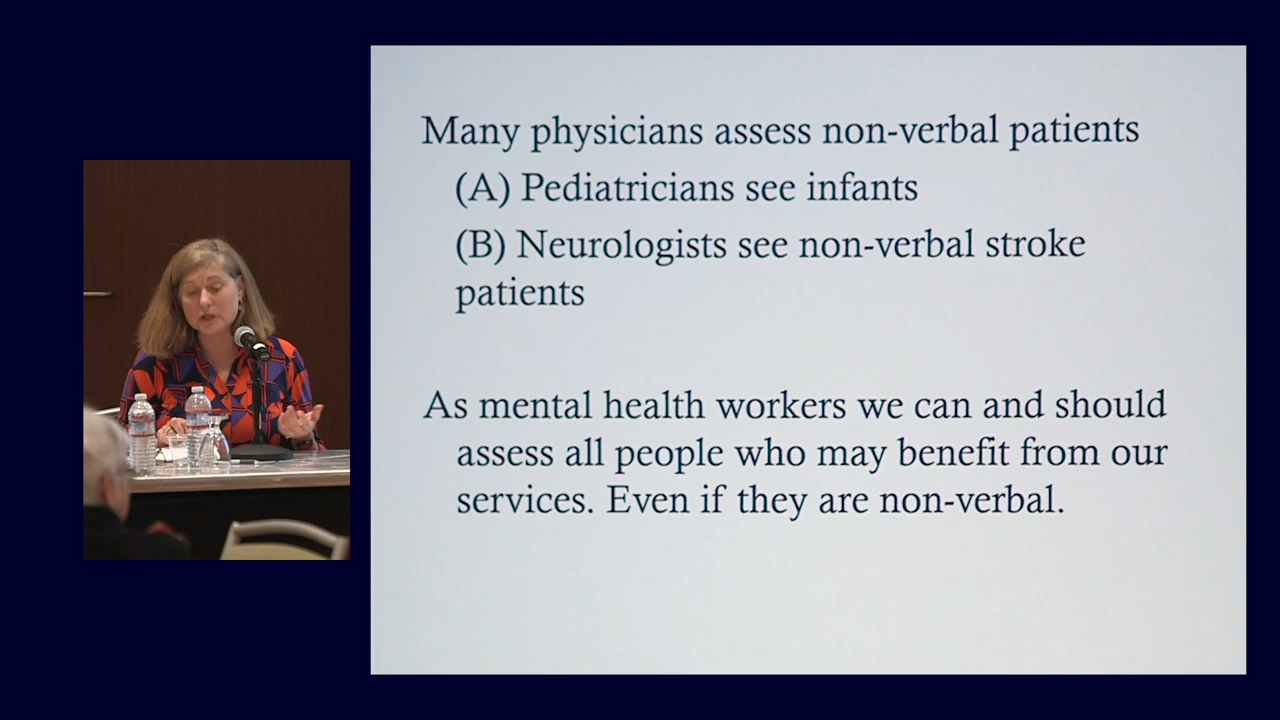 Many physicians assess non-verbal patients
(A) Pediatricians see infants
(B) Neurologists see non-verbal stroke
patients
As mental health workers we can and should
assess all people who may benefit from our
services. Even if they are non-verbal.